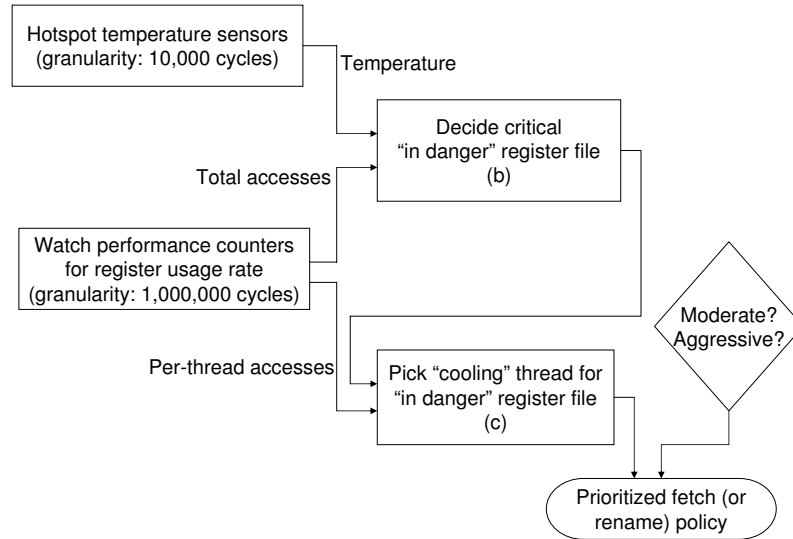 Hotspot temperature sensors
(granularity: 10,000 cycles)
Temperature
Decide critical
“in danger” register file
(b)
Total accesses
Watch performance counters
for register usage rate
(granularity: 1,000,000 cycles)
Moderate?
Aggressive?
Per-thread accesses
Pick “cooling” thread for
“in danger” register file
(c)
Prioritized fetch (or
rename) policy